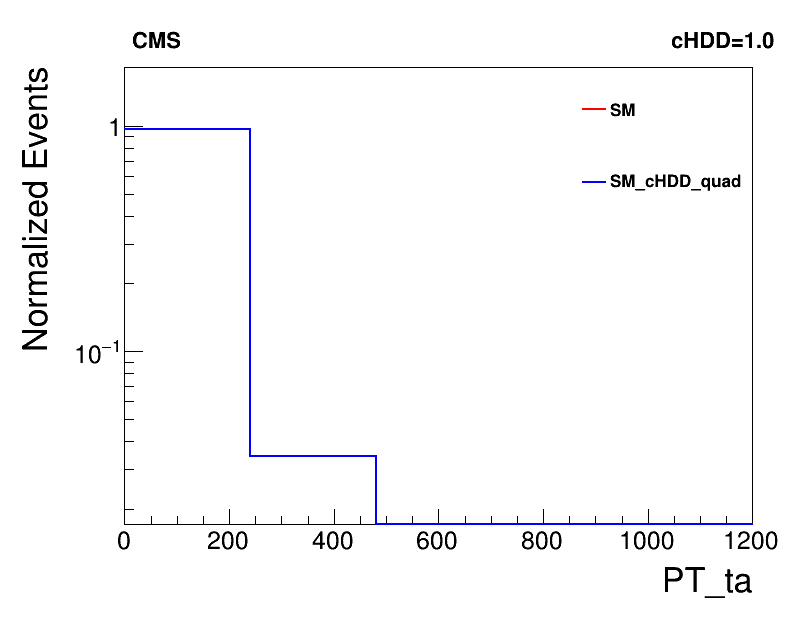 CMS
cHDD=1.0
Normalized Events
SM
SM_cHDD_quad
1
10⁻¹
0 200 400 600 800 1000 1200
PT_ta